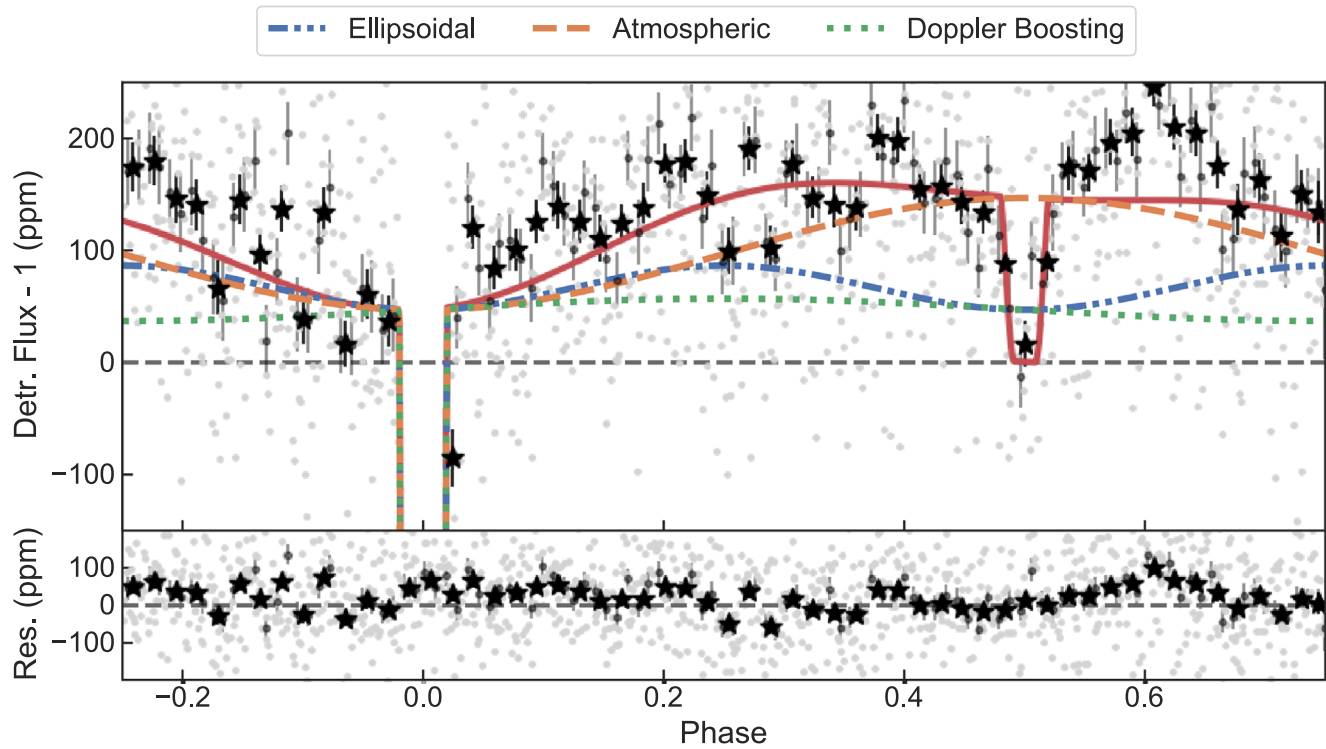 Ellipsoidal Atmospheric Doppler Boosting
Detr. Flux - 1 (ppm)
200
100
0
−100
Res. (ppm)
100
0
−100
−0.2 0.0 0.2 0.4 0.6
Phase